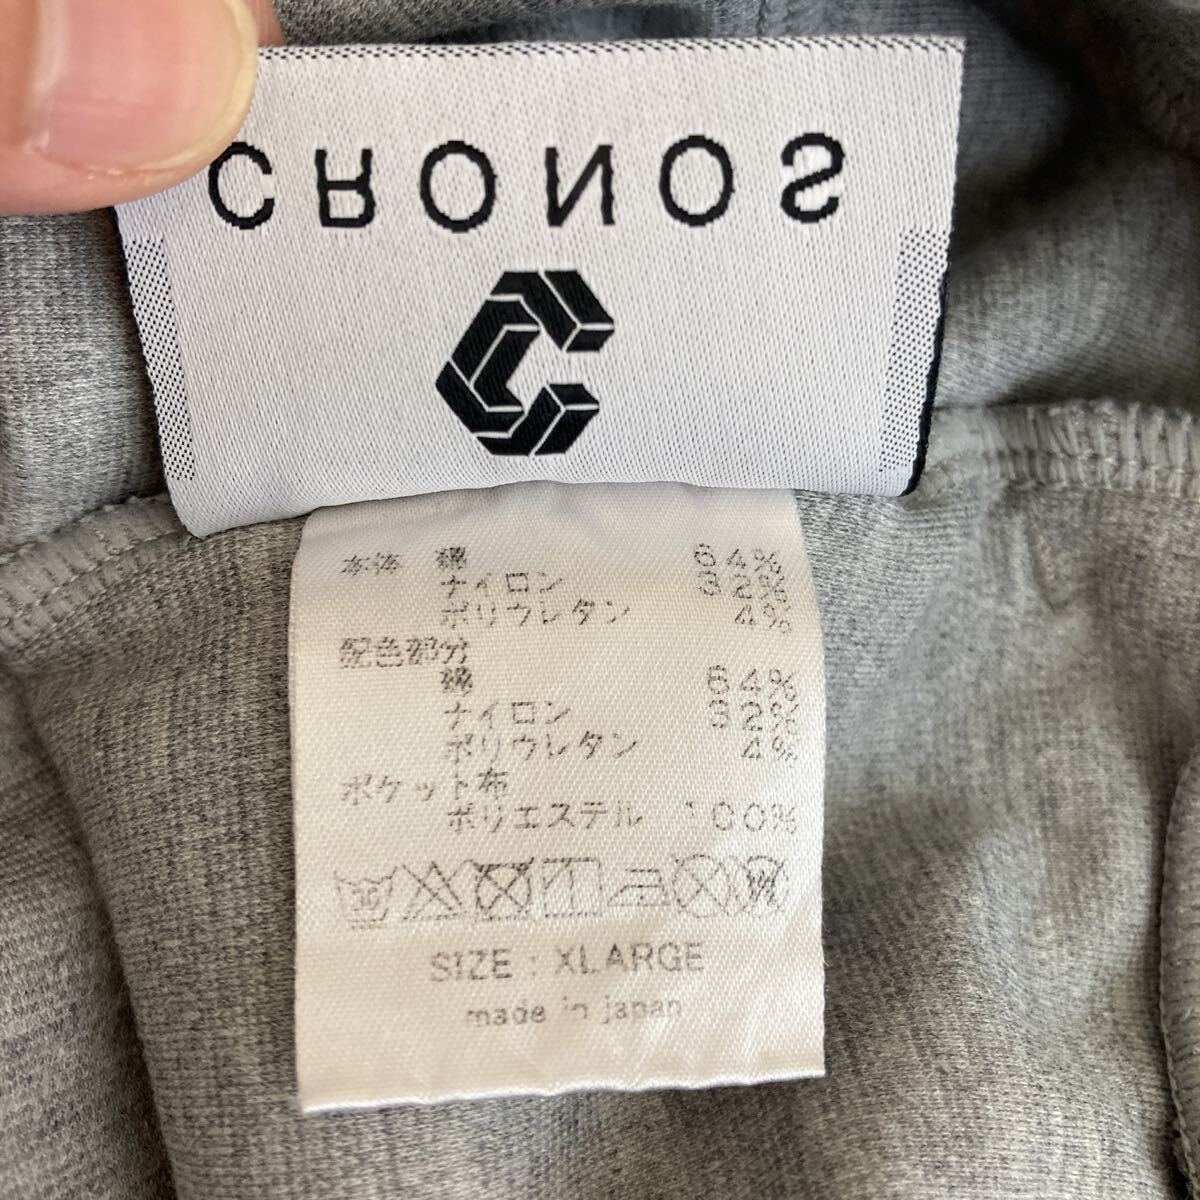 CRONOS
本体 綿 64%
ナイロン 32%
ポリウレタン 4%
配色部分
綿 64%
ナイロン 32%
ポリウレタン 4%
ポケット布
ポリエステル 100%
SIZE : XLARGE
made in japan